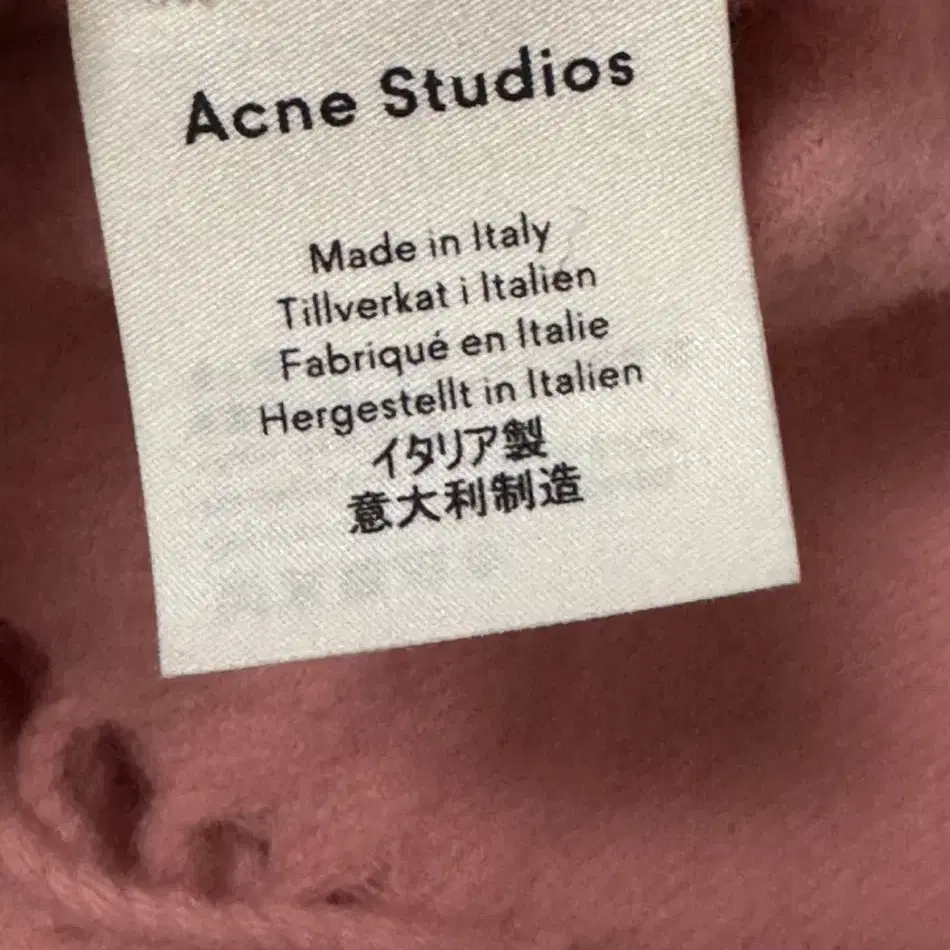 Acne Studios
Made in Italy
Tillverkat i Italien
Fabriqué en Italie
Hergestellt in Italien
イタリア製
意大利制造